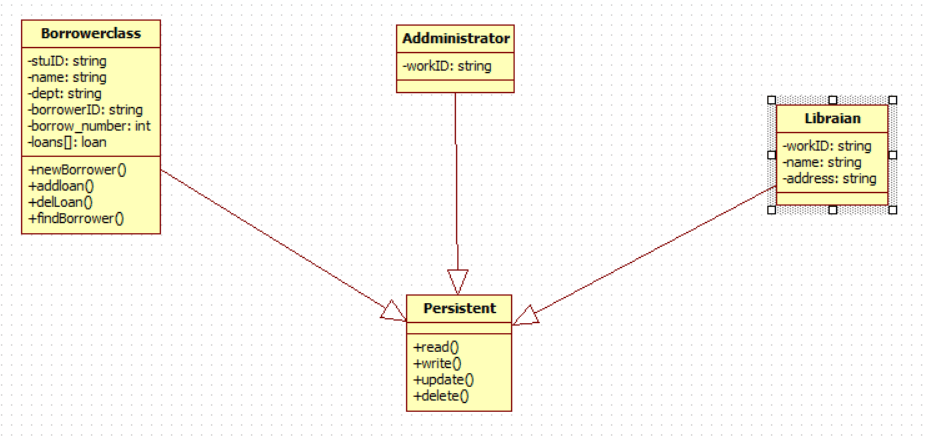 Borrowerclass
-stuID: string
-name: string
-dept: string
-borrowerID: string
-borrow_number: int
-loans[]: loan
+newBorrower()
+addloan()
+delLoan()
+findBorrower()
Addministrator
-workID: string
Libraian
-workID: string
-name: string
-address: string
Persistent
+read()
+write()
+update()
+delete()